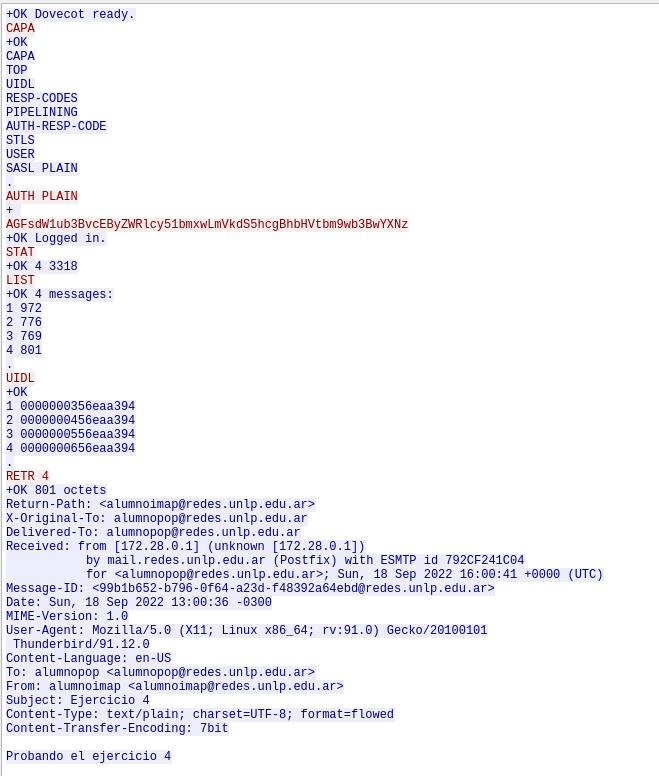 +OK Dovecot ready.
CAPA
+OK
CAPA
TOP
UIDL
RESP-CODES
PIPELINING
AUTH-RESP-CODE
STLS
USER
SASL PLAIN
.
AUTH PLAIN
+
AGFsdW1ub3BvcEByZWRlcy51bmxwLmVkdS5hcgBhbHVtbm9wb3BwYXNz
+OK Logged in.
STAT
+OK 4 3318
LIST
+OK 4 messages:
1 972
2 776
3 769
4 801
.
UIDL
+OK
1 0000000356eaa394
2 0000000456eaa394
3 0000000556eaa394
4 0000000656eaa394
.
RETR 4
+OK 801 octets
Return-Path: <alumnoimap@redes.unlp.edu.ar>
X-Original-To: alumnopop@redes.unlp.edu.ar
Delivered-To: alumnopop@redes.unlp.edu.ar
Received: from [172.28.0.1] (unknown [172.28.0.1])
by mail.redes.unlp.edu.ar (Postfix) with ESMTP id 792CF241C04
for <alumnopop@redes.unlp.edu.ar>; Sun, 18 Sep 2022 16:00:41 +0000 (UTC)
Message-ID: <99b1b652-b796-0f64-a23d-f48392a64ebd@redes.unlp.edu.ar>
Date: Sun, 18 Sep 2022 13:00:36 -0300
MIME-Version: 1.0
User-Agent: Mozilla/5.0 (X11; Linux x86_64; rv:91.0) Gecko/20100101
Thunderbird/91.12.0
Content-Language: en-US
To: alumnopop <alumnopop@redes.unlp.edu.ar>
From: alumnoimap <alumnoimap@redes.unlp.edu.ar>
Subject: Ejercicio 4
Content-Type: text/plain; charset=UTF-8; format=flowed
Content-Transfer-Encoding: 7bit
Probando el ejercicio 4